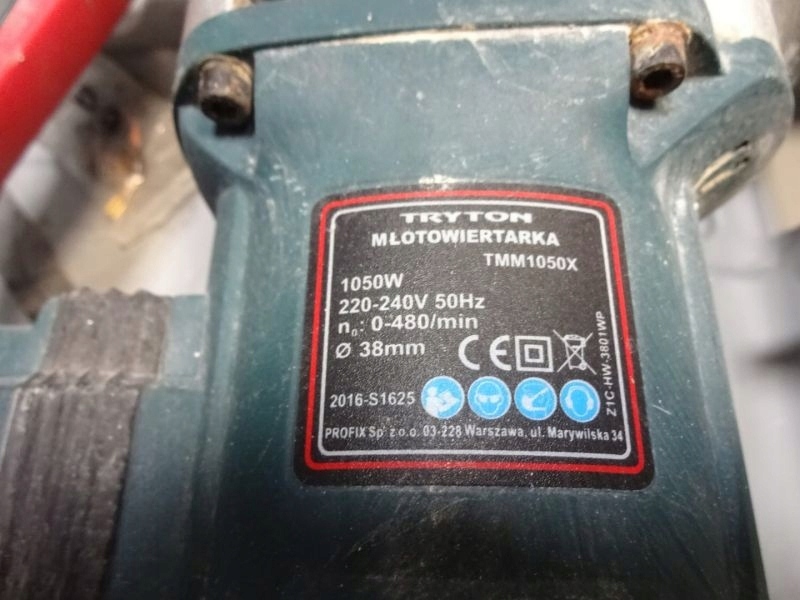 TRYTON
MŁOTOWIERTARKA
TMM1050X
1050W
220-240V 50Hz
n₀: 0-480/min
Ø 38mm
CE
2016-S1625
Z1C-HW-3801WP
PROFIX Sp. z o.o. 03-228 Warszawa, ul. Marywilska 34